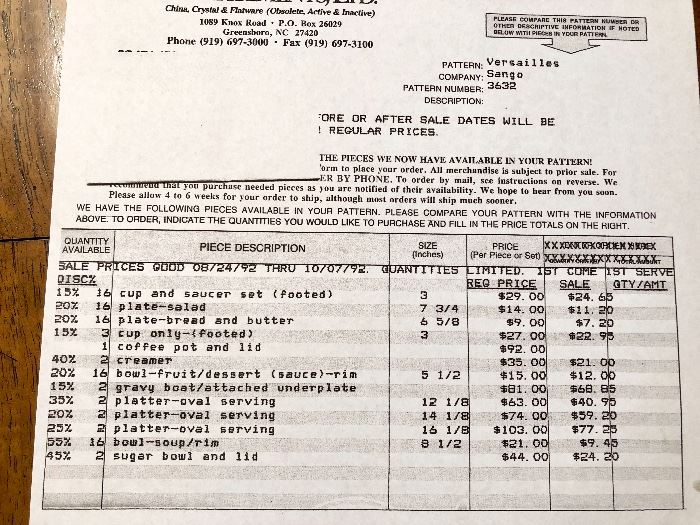 China, Crystal & Flatware (Obsolete, Active & Inactive)
1089 Knox Road · P.O. Box 26029
Greensboro, NC 27420
Phone (919) 697-3000 · Fax (919) 697-3100
PLEASE COMPARE THIS PATTERN NUMBER OR
OTHER DESCRIPTIVE INFORMATION IF NOTED
BELOW WITH PIECES IN YOUR PATTERN.
PATTERN: Versailles
COMPANY: Sango
PATTERN NUMBER: 3632
DESCRIPTION:
ORE OR AFTER SALE DATES WILL BE
! REGULAR PRICES.
THE PIECES WE NOW HAVE AVAILABLE IN YOUR PATTERN!
orm to place your order. All merchandise is subject to prior sale. For
ER BY PHONE. To order by mail, see instructions on reverse. We
recommend that you purchase needed pieces as you are notified of their availability. We hope to hear from you soon.
Please allow 4 to 6 weeks for your order to ship, although most orders will ship much sooner.
WE HAVE THE FOLLOWING PIECES AVAILABLE IN YOUR PATTERN. PLEASE COMPARE YOUR PATTERN WITH THE INFORMATION
ABOVE. TO ORDER, INDICATE THE QUANTITIES YOU WOULD LIKE TO PURCHASE AND FILL IN THE PRICE TOTALS ON THE RIGHT.
QUANTITY AVAILABLE PIECE DESCRIPTION SIZE (Inches) PRICE (Per Piece or Set)
SALE PRICES GOOD 08/24/92 THRU 10/07/92. QUANTITIES LIMITED. 1ST COME 1ST SERVE
DISC% REG PRICE SALE QTY/AMT
15% 16 cup and saucer set (footed) 3 $29.00 $24.65
20% 16 plate-salad 7 3/4 $14.00 $11.20
20% 16 plate-bread and butter 6 5/8 $9.00 $7.20
15% 3 cup only-(footed) 3 $27.00 $22.95
1 coffee pot and lid $92.00
40% 2 creamer $35.00 $21.00
20% 16 bowl-fruit/dessert (sauce)-rim 5 1/2 $15.00 $12.00
15% 2 gravy boat/attached underplate $81.00 $68.85
35% 2 platter-oval serving 12 1/8 $63.00 $40.95
20% 2 platter-oval serving 14 1/8 $74.00 $59.20
25% 2 platter-oval serving 16 1/8 $103.00 $77.25
55% 16 bowl-soup/rim 8 1/2 $21.00 $9.45
45% 2 sugar bowl and lid $44.00 $24.20